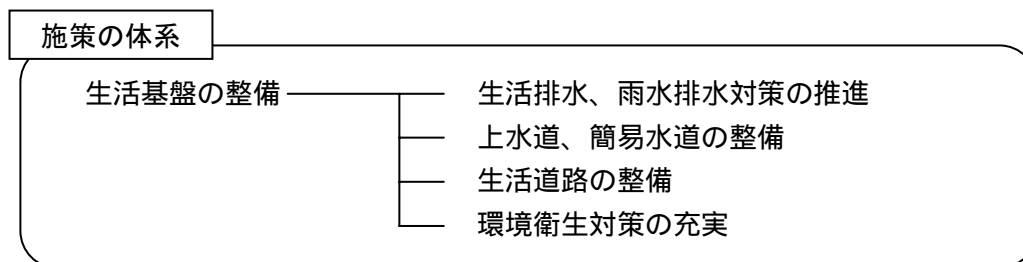 施策の体系
生活基盤の整備
生活排水、雨水排水対策の推進
上水道、簡易水道の整備
生活道路の整備
環境衛生対策の充実